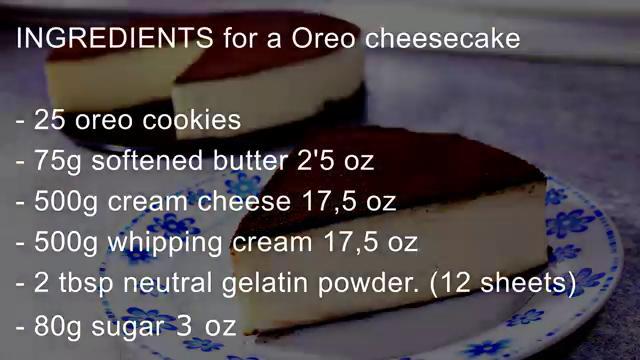 INGREDIENTS for a Oreo cheesecake
- 25 oreo cookies
- 75g softened butter 2'5 oz
- 500g cream cheese 17,5 oz
- 500g whipping cream 17,5 oz
- 2 tbsp neutral gelatin powder. (12 sheets)
- 80g sugar 3 oz